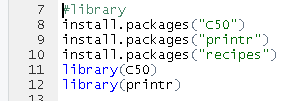 7 #library
8 install.packages("C50")
9 install.packages("printr")
10 install.packages("recipes")
11 library(C50)
12 library(printr)